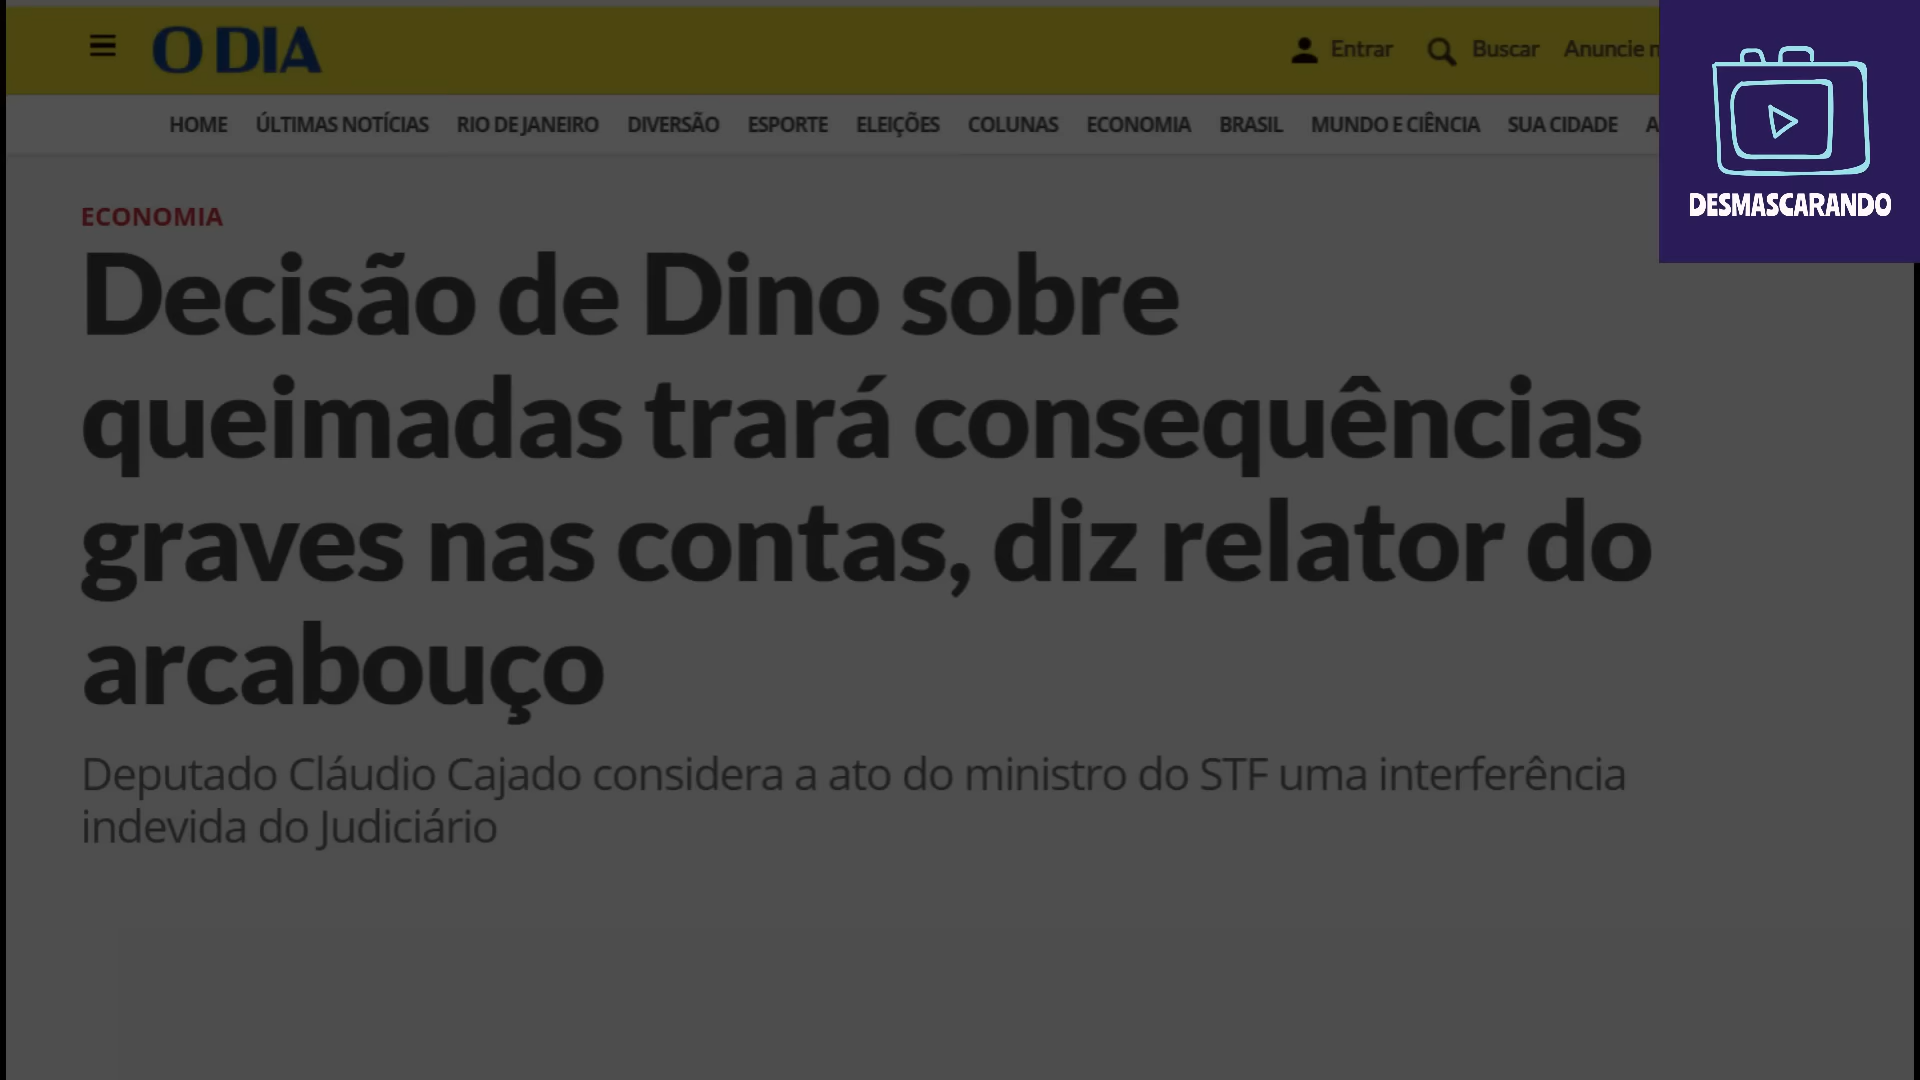 O DIA
Entrar Buscar Anuncie
HOME ÚLTIMAS NOTÍCIAS RIO DE JANEIRO DIVERSÃO ESPORTE ELEIÇÕES COLUNAS ECONOMIA BRASIL MUNDO E CIÊNCIA SUA CIDADE
DESMASCARANDO
ECONOMIA
Decisão de Dino sobre
queimadas trará consequências
graves nas contas, diz relator do
arcabouço
Deputado Cláudio Cajado considera a ato do ministro do STF uma interferência
indevida do Judiciário